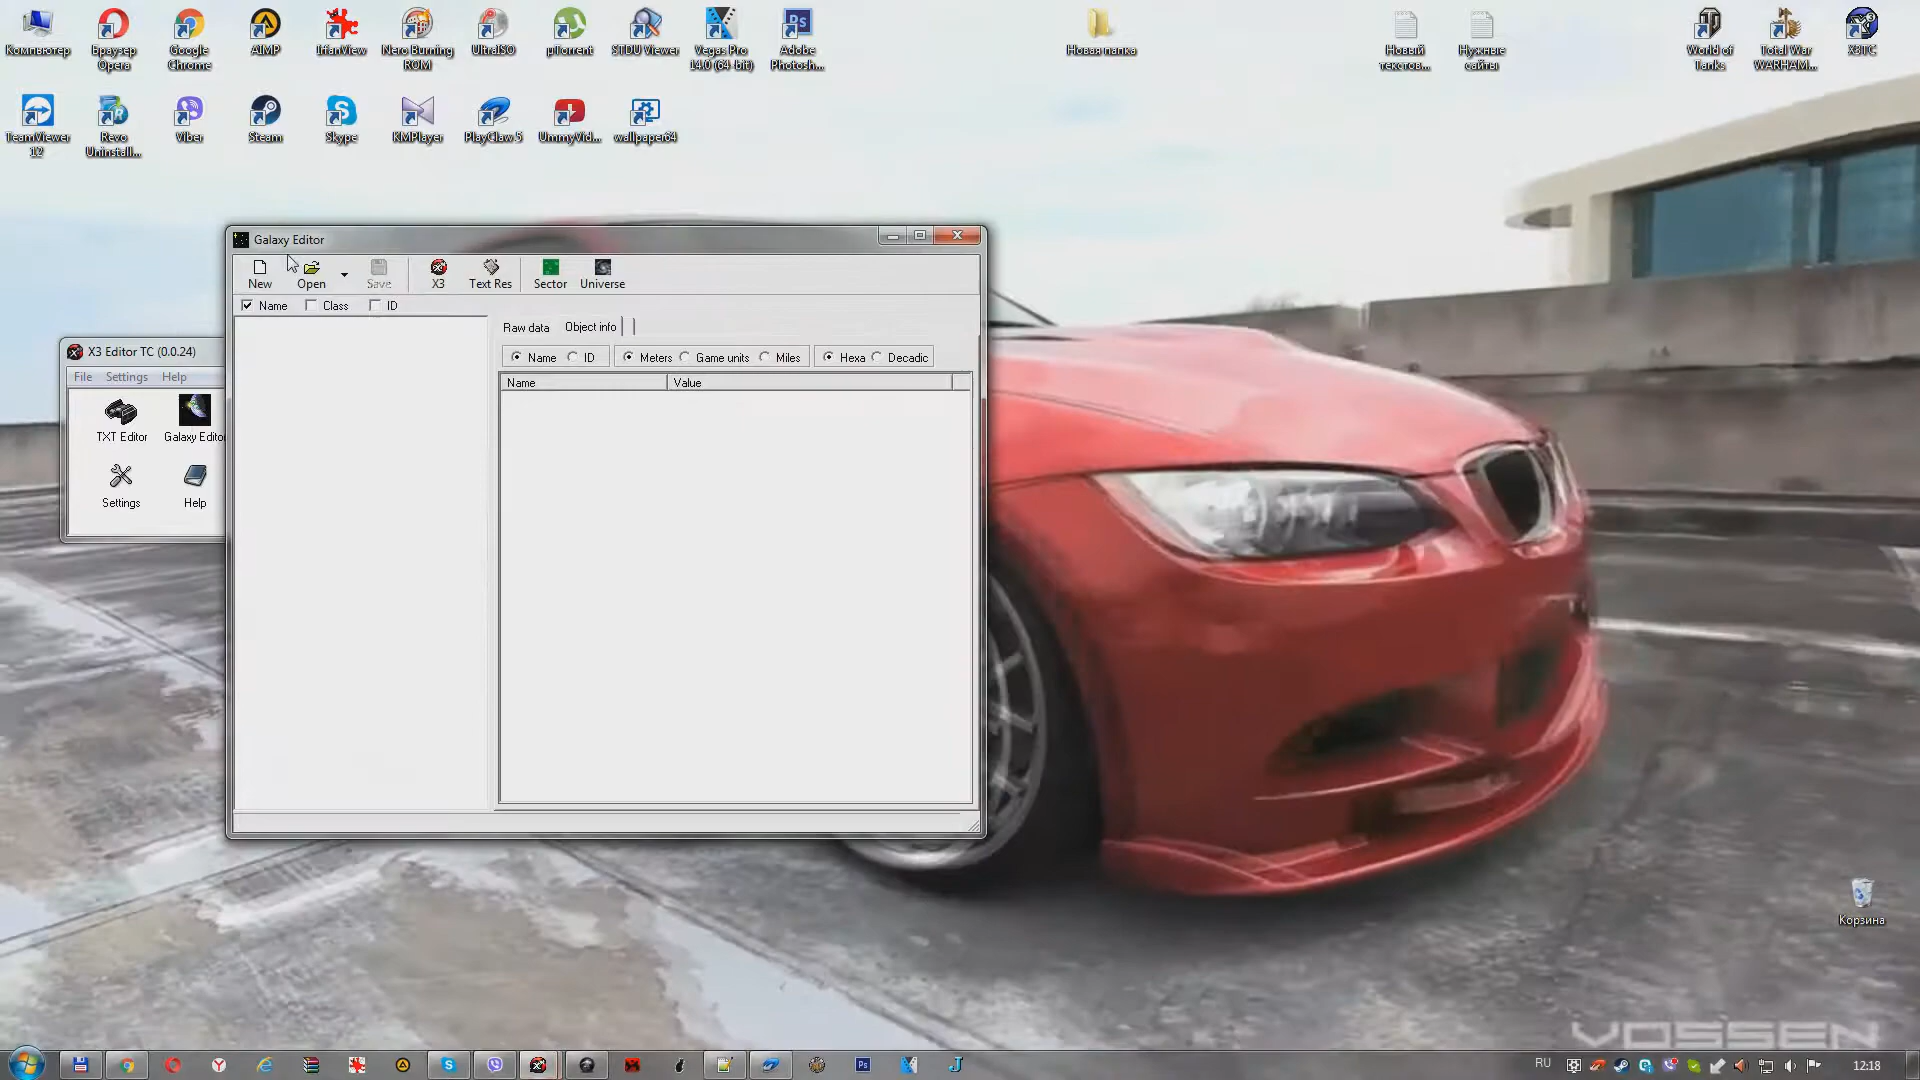 Компьютер
Браузер
Opera
Google
Chrome
AIMP
IrfanView
Nero Burning
ROM
UltraISO
µTorrent
STDU Viewer
Vegas Pro
14.0 (64-bit)
Adobe
Photosh...
Новая папка
Новый
текстов...
Нужные
сайты
World of
Tanks
Total War
WARHAM...
X3TC
TeamViewer
12
Revo
Uninstall...
Viber
Steam
Skype
KMPlayer
PlayClaw 5
UmmyVid...
wallpaper64
Galaxy Editor
New
Open
Save
X3
Text Res
Sector
Universe
Name
Class
ID
Raw data
Object info
Name
ID
Meters
Game units
Miles
Hexa
Decadic
Name
Value
X3 Editor TC (0.0.24)
File
Settings
Help
TXT Editor
Galaxy Edito
Settings
Help
Корзина
VOSSEN
RU
12:18